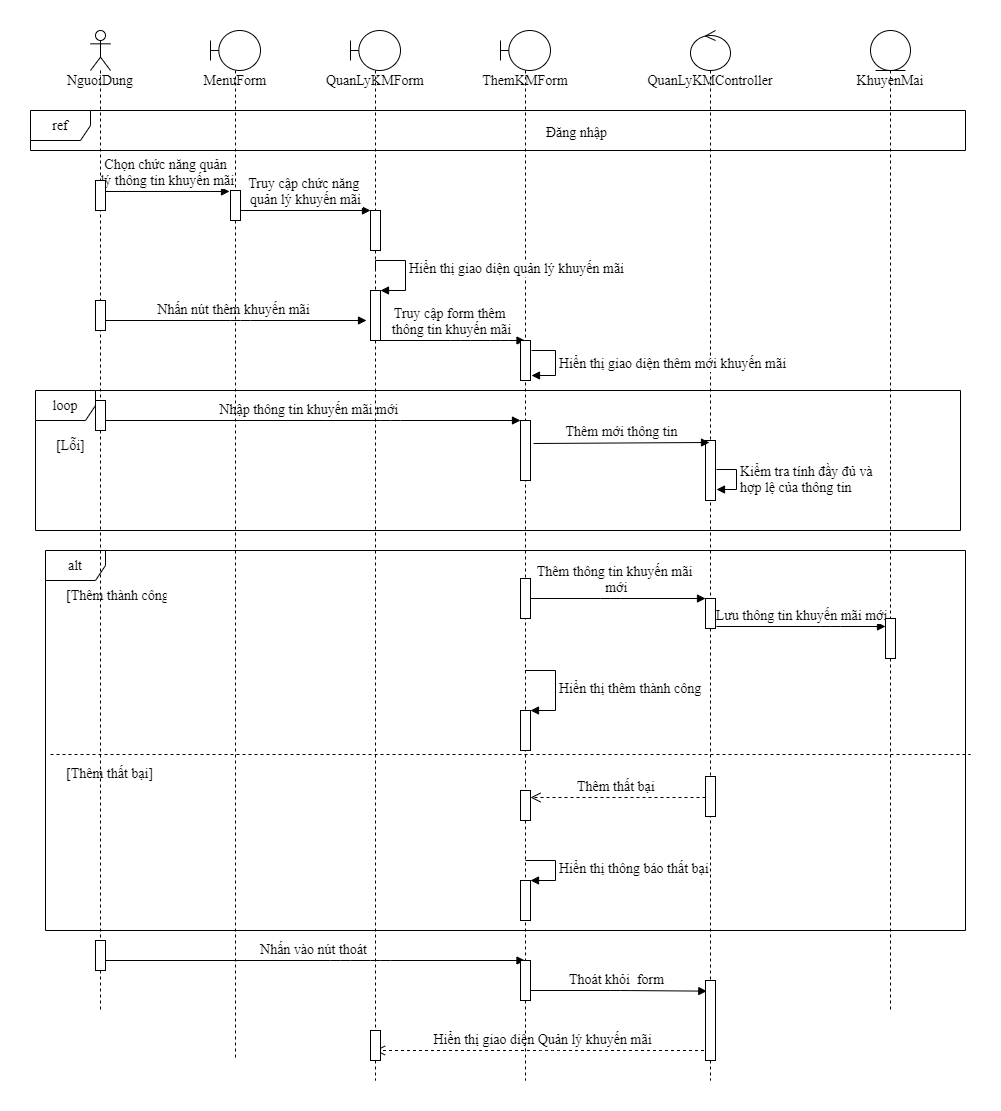 NguoiDung
MenuForm
QuanLyKMForm
ThemKMForm
QuanLyKMController
KhuyenMai
ref
Đăng nhập
Chọn chức năng quản
lý thông tin khuyến mãi
Truy cập chức năng
quản lý khuyến mãi
Hiển thị giao diện quản lý khuyến mãi
Nhấn nút thêm khuyến mãi
Truy cập form thêm
thông tin khuyến mãi
Hiển thị giao diện thêm mới khuyến mãi
loop
Nhập thông tin khuyến mãi mới
[Lỗi]
Thêm mới thông tin
Kiểm tra tính đầy đủ và
hợp lệ của thông tin
alt
Thêm thông tin khuyến mãi
mới
[Thêm thành công
Lưu thông tin khuyến mãi mới
Hiển thị thêm thành công
[Thêm thất bại]
Thêm thất bại
Hiển thị thông báo thất bại
Nhấn vào nút thoát
Thoát khỏi form
Hiển thị giao diện Quản lý khuyến mãi